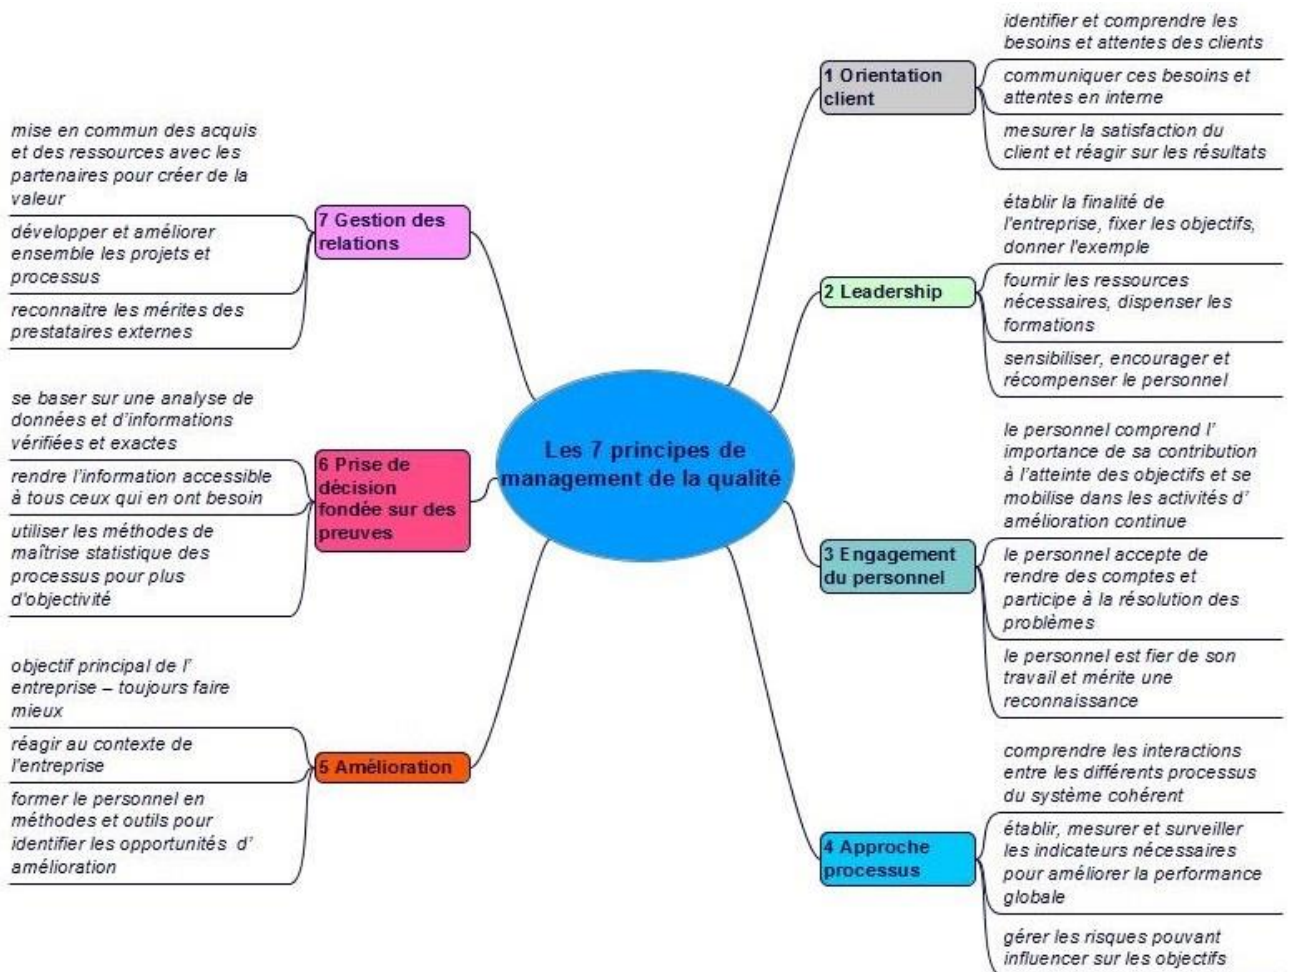 Les 7 principes de
management de la qualité
1 Orientation
client
identifier et comprendre les
besoins et attentes des clients
communiquer ces besoins et
attentes en interne
mesurer la satisfaction du
client et réagir sur les résultats
2 Leadership
établir la finalité de
l'entreprise, fixer les objectifs,
donner l'exemple
fournir les ressources
nécessaires, dispenser les
formations
sensibiliser, encourager et
récompenser le personnel
3 Engagement
du personnel
le personnel comprend l'
importance de sa contribution
à l'atteinte des objectifs et se
mobilise dans les activités d'
amélioration continue
le personnel accepte de
rendre des comptes et
participe à la résolution des
problèmes
le personnel est fier de son
travail et mérite une
reconnaissance
4 Approche
processus
comprendre les interactions
entre les différents processus
du système cohérent
établir, mesurer et surveiller
les indicateurs nécessaires
pour améliorer la performance
globale
gérer les risques pouvant
influencer sur les objectifs
5 Amélioration
objectif principal de l'
entreprise – toujours faire
mieux
réagir au contexte de
l'entreprise
former le personnel en
méthodes et outils pour
identifier les opportunités d'
amélioration
6 Prise de
décision
fondée sur des
preuves
se baser sur une analyse de
données et d'informations
vérifiées et exactes
rendre l'information accessible
à tous ceux qui en ont besoin
utiliser les méthodes de
maîtrise statistique des
processus pour plus
d'objectivité
7 Gestion des
relations
mise en commun des acquis
et des ressources avec les
partenaires pour créer de la
valeur
développer et améliorer
ensemble les projets et
processus
reconnaitre les mérites des
prestataires externes